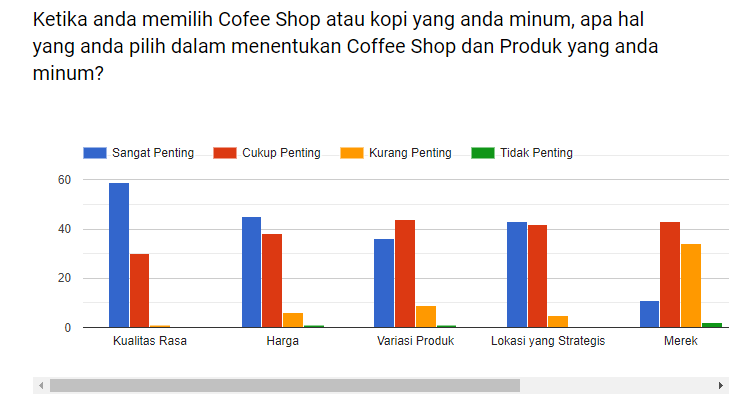 Ketika anda memilih Cofee Shop atau kopi yang anda minum, apa hal
yang anda pilih dalam menentukan Coffee Shop dan Produk yang anda
minum?
Sangat Penting Cukup Penting Kurang Penting Tidak Penting
60
40
20
0
Kualitas Rasa Harga Variasi Produk Lokasi yang Strategis Merek